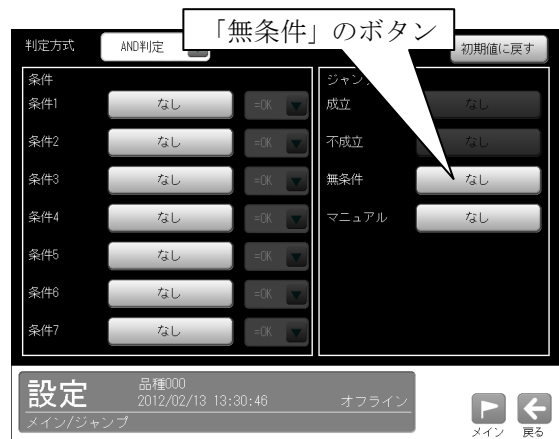 「無条件」のボタン
判定方式 AND判定 初期値に戻す
条件
条件1 なし =OK
条件2 なし =OK
条件3 なし =OK
条件4 なし =OK
条件5 なし =OK
条件6 なし =OK
条件7 なし =OK
ジャン
成立 なし
不成立 なし
無条件 なし
マニュアル なし
設定 品種000
2012/02/13 13:30:46 オフライン
メイン/ジャンプ
メイン 戻る